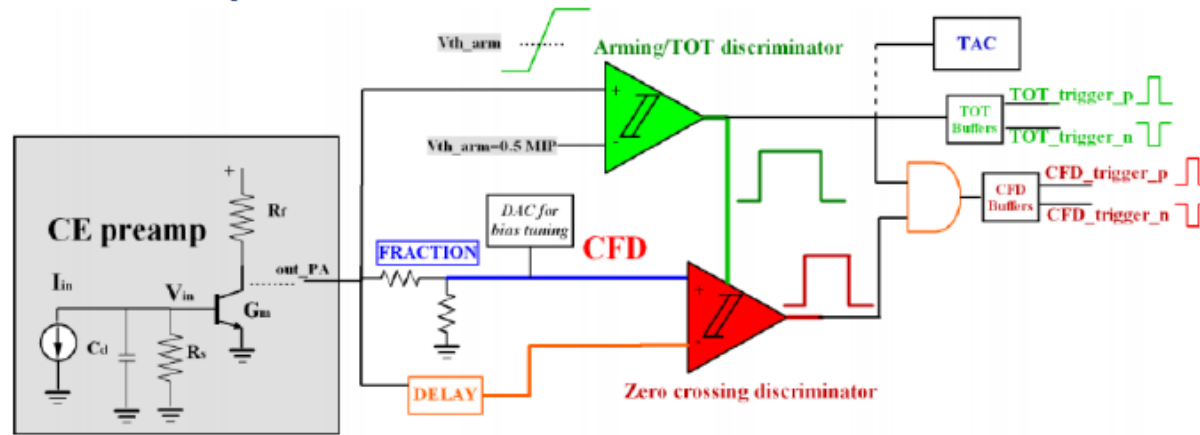 Vth_arm
Arming/TOT discriminator
TAC
TOT_trigger_p
TOT
Buffers
TOT_trigger_n
+
-
Vth_arm=0.5 MIP
CFD_trigger_p
CFD
Buffers
CFD_trigger_n
+
Rf
CE preamp
DAC for
bias tuning
CFD
FRACTION
out_PA
Iin
Vin
Gm
+
-
Cd
Rs
DELAY
Zero crossing discriminator